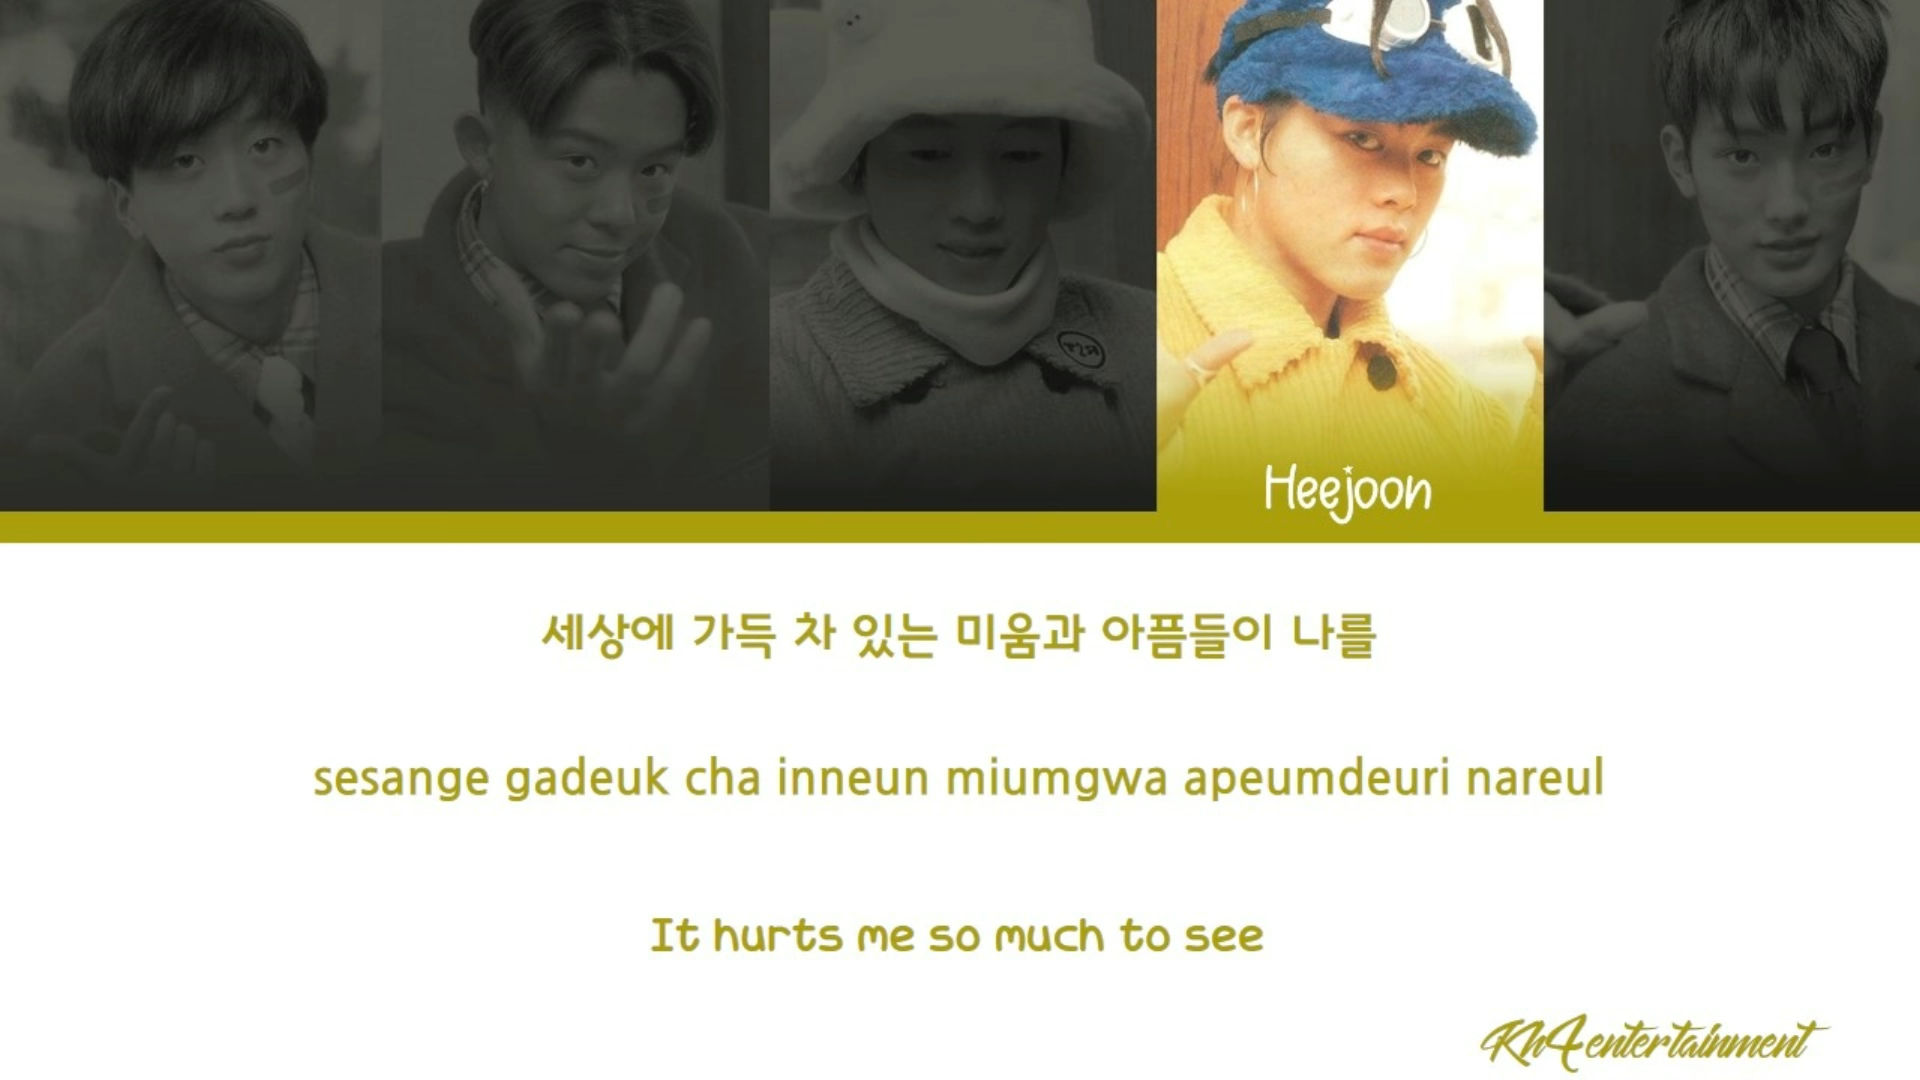 Heejoon
세상에 가득 차 있는 미움과 아픔들이 나를
sesange gadeuk cha inneun miumgwa apeumdeuri nareul
It hurts me so much to see
Kh4entertainment